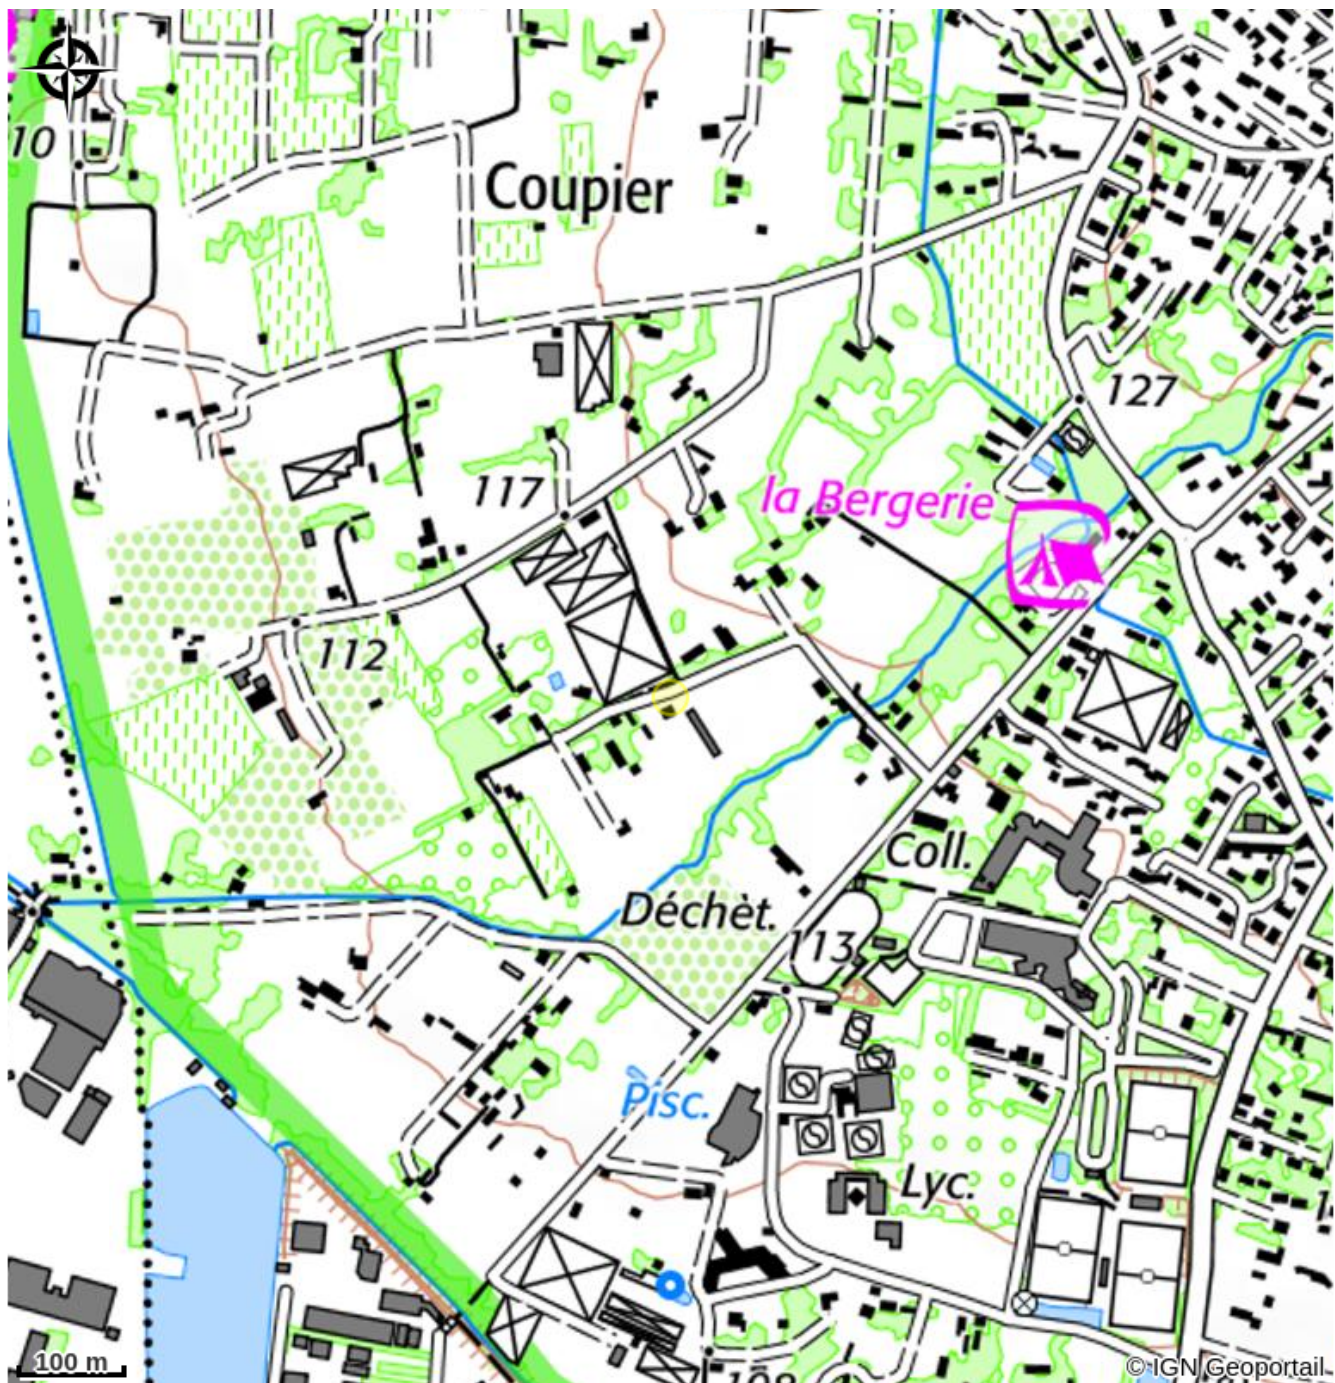 10
Coupier
127
117
la Bergerie
112
Coll.
Déchèt.
113
Pisc.
Lyc.
100 m
© IGN Geoportail